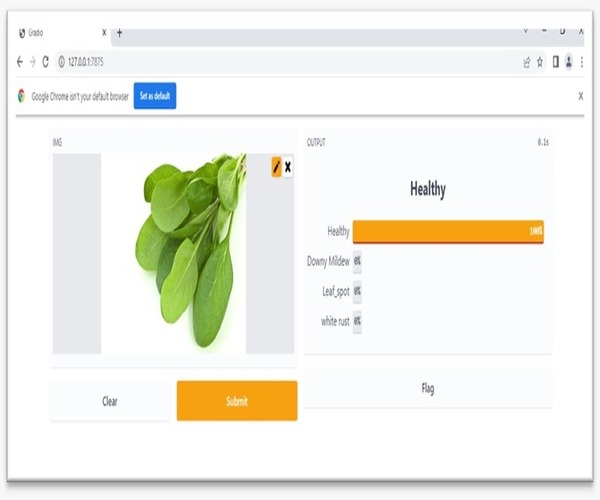 Gradio
127.0.0.1:7875
Google Chrome isn't your default browser
Set as default
IMG
OUTPUT
0.1s
Healthy
Healthy
100%
Downy Mildew
0%
Leaf_spot
0%
white rust
0%
Clear
Submit
Flag